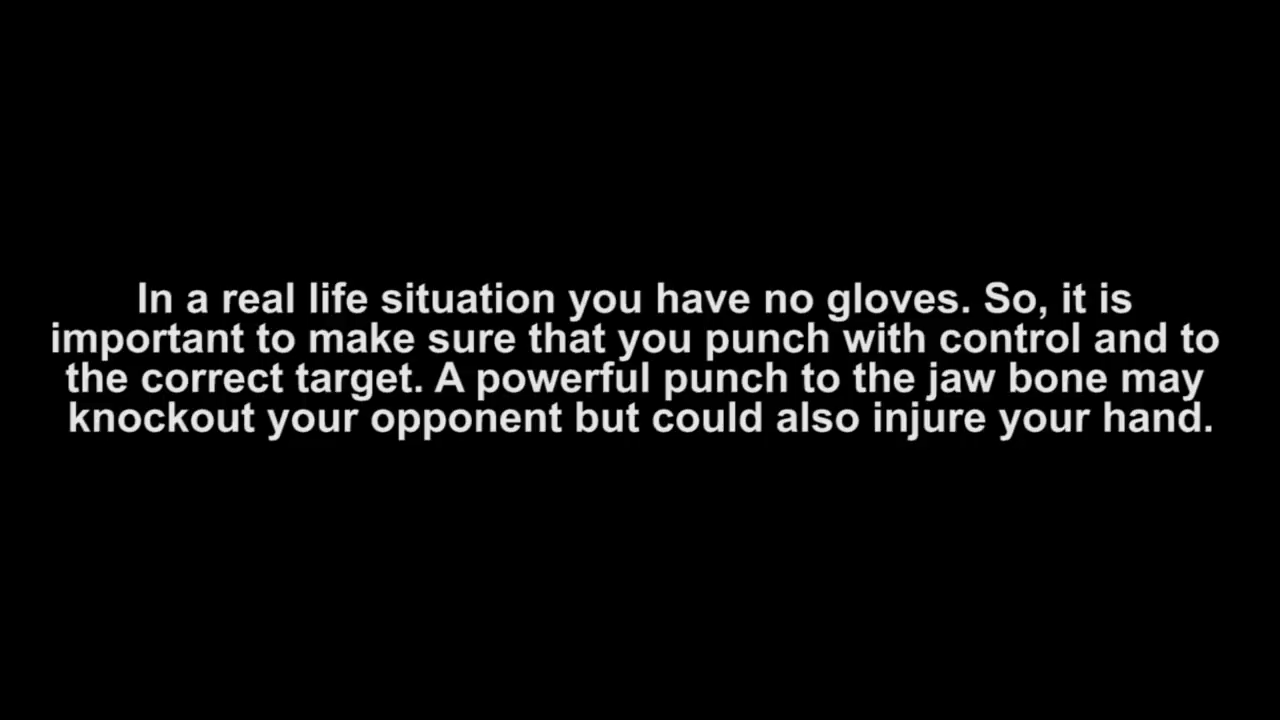 In a real life situation you have no gloves. So, it is
important to make sure that you punch with control and to
the correct target. A powerful punch to the jaw bone may
knockout your opponent but could also injure your hand.